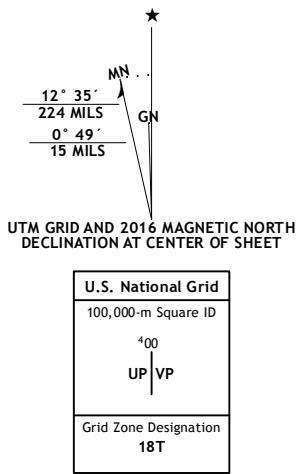 ★
MN
12° 35´
224 MILS
GN
0° 49´
15 MILS
UTM GRID AND 2016 MAGNETIC NORTH
DECLINATION AT CENTER OF SHEET
U.S. National Grid
100,000-m Square ID
⁴00
UP VP
Grid Zone Designation
18T